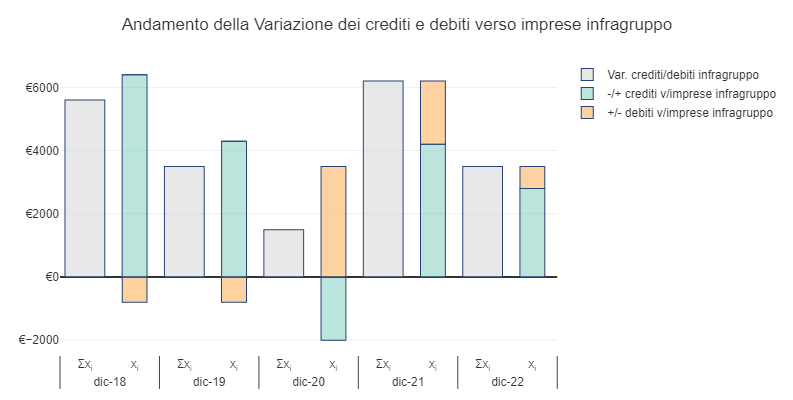 Andamento della Variazione dei crediti e debiti verso imprese infragruppo
Var. crediti/debiti infragruppo
-/+ crediti v/imprese infragruppo
+/- debiti v/imprese infragruppo
€6000
€4000
€2000
€0
€−2000
Σxi xi Σxi xi Σxi xi Σxi xi Σxi xi
dic-18 dic-19 dic-20 dic-21 dic-22